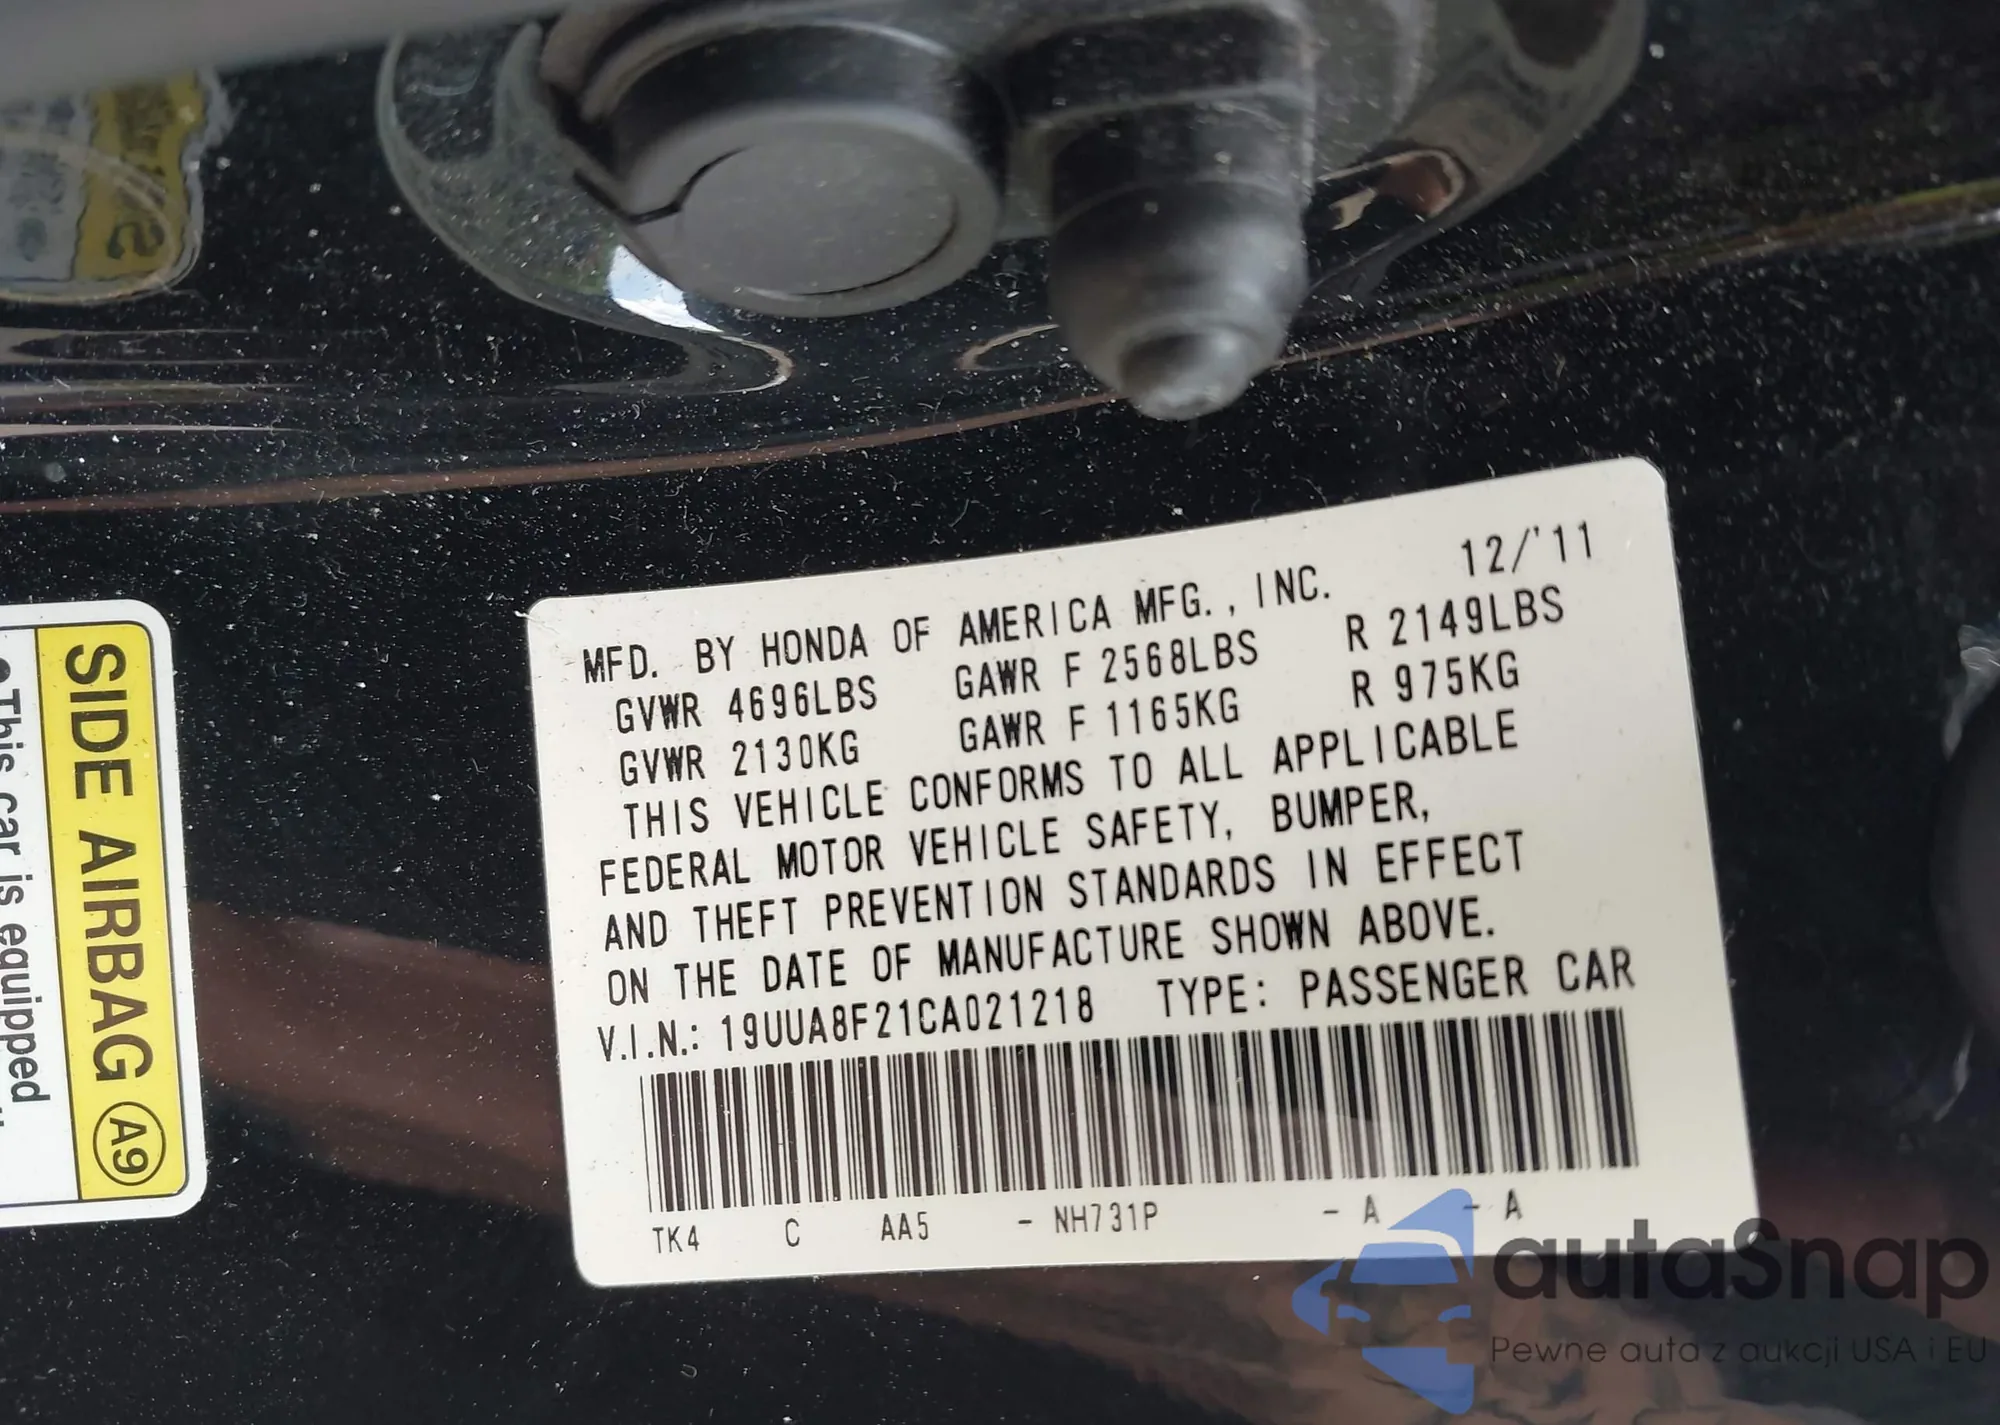 SIDE AIRBAG A9
●This car is equipped
MFD. BY HONDA OF AMERICA MFG., INC. 12/'11
GVWR 4696LBS GAWR F 2568LBS R 2149LBS
GVWR 2130KG GAWR F 1165KG R 975KG
THIS VEHICLE CONFORMS TO ALL APPLICABLE
FEDERAL MOTOR VEHICLE SAFETY, BUMPER,
AND THEFT PREVENTION STANDARDS IN EFFECT
ON THE DATE OF MANUFACTURE SHOWN ABOVE.
V.I.N.: 19UUA8F21CA021218 TYPE: PASSENGER CAR
TK4 C AA5 - NH731P - A - A
autaSnap
Pewne auta z aukcji USA i EU